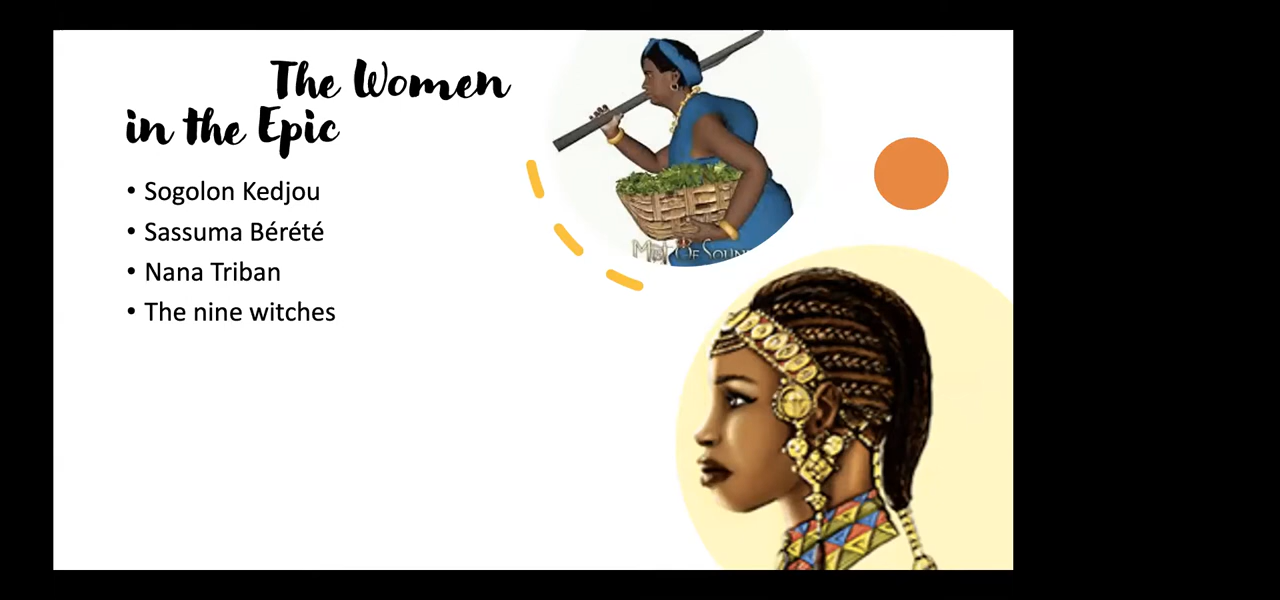 The Women
in the Epic
• Sogolon Kedjou
• Sassuma Bérété
• Nana Triban
• The nine witches